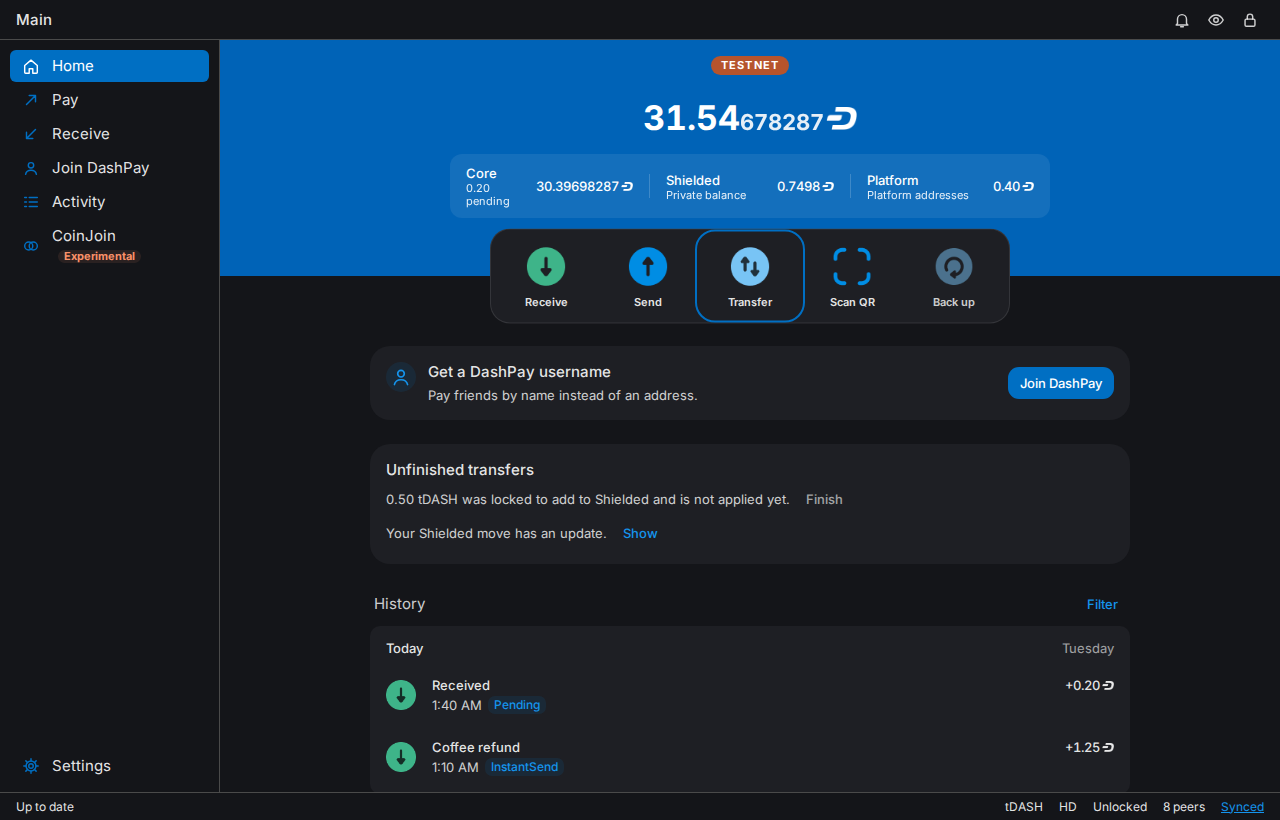 Main
Home
Pay
Receive
Join DashPay
Activity
CoinJoin
Experimental
Settings
TESTNET
31.54678287
Core
0.20 pending
30.39698287
Shielded
Private balance
0.7498
Platform
Platform addresses
0.40
Receive
Send
Transfer
Scan QR
Back up
Get a DashPay username
Pay friends by name instead of an address.
Join DashPay
Unfinished transfers
0.50 tDASH was locked to add to Shielded and is not applied yet. Finish
Your Shielded move has an update. Show
History
Filter
Today
Tuesday
Received
1:40 AM Pending
+0.20
Coffee refund
1:10 AM InstantSend
+1.25
Up to date
tDASH HD Unlocked 8 peers Synced